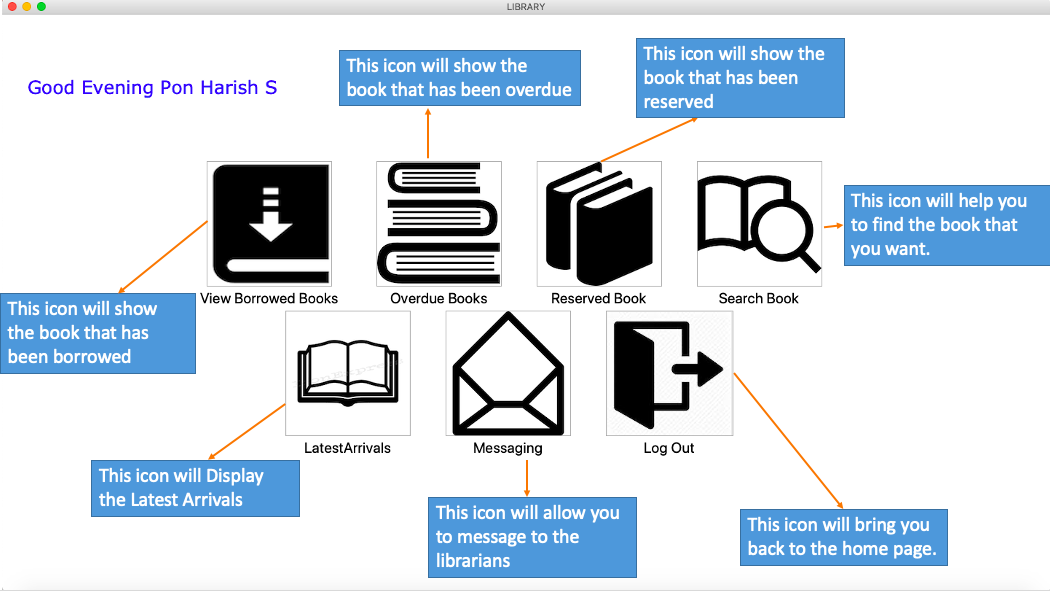 LIBRARY
Good Evening Pon Harish S
This icon will show the
book that has been overdue
This icon will show the
book that has been
reserved
This icon will help you
to find the book that
you want.
View Borrowed Books
Overdue Books
Reserved Book
Search Book
This icon will show
the book that has
been borrowed
LatestArrivals
Messaging
Log Out
This icon will Display
the Latest Arrivals
This icon will allow you
to message to the
librarians
This icon will bring you
back to the home page.